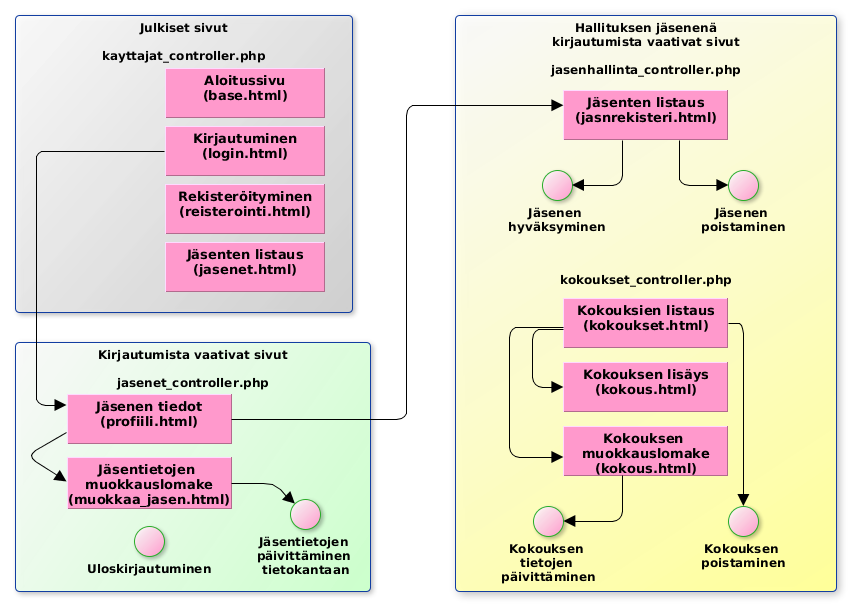 Julkiset sivut
kayttajat_controller.php
Aloitussivu
(base.html)
Kirjautuminen
(login.html)
Rekisteröityminen
(reisterointi.html)
Jäsenten listaus
(jasenet.html)
Kirjautumista vaativat sivut
jasenet_controller.php
Jäsenen tiedot
(profiili.html)
Jäsentietojen
muokkauslomake
(muokkaa_jasen.html)
Uloskirjautuminen
Jäsentietojen
päivittäminen
tietokantaan
Hallituksen jäsenenä
kirjautumista vaativat sivut
jasenhallinta_controller.php
Jäsenten listaus
(jasnrekisteri.html)
Jäsenen
hyväksyminen
Jäsenen
poistaminen
kokoukset_controller.php
Kokouksien listaus
(kokoukset.html)
Kokouksen lisäys
(kokous.html)
Kokouksen
muokkauslomake
(kokous.html)
Kokouksen
tietojen
päivittäminen
Kokouksen
poistaminen